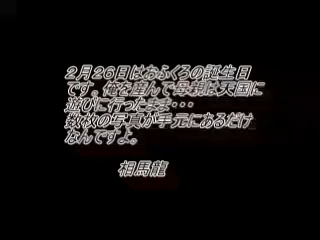 ２月２６日はおふくろの誕生日
です。俺を産んで母親は天国に
遊びに行ったまま・・・
数枚の写真が手元にあるだけ
なんですよ。
相馬龍